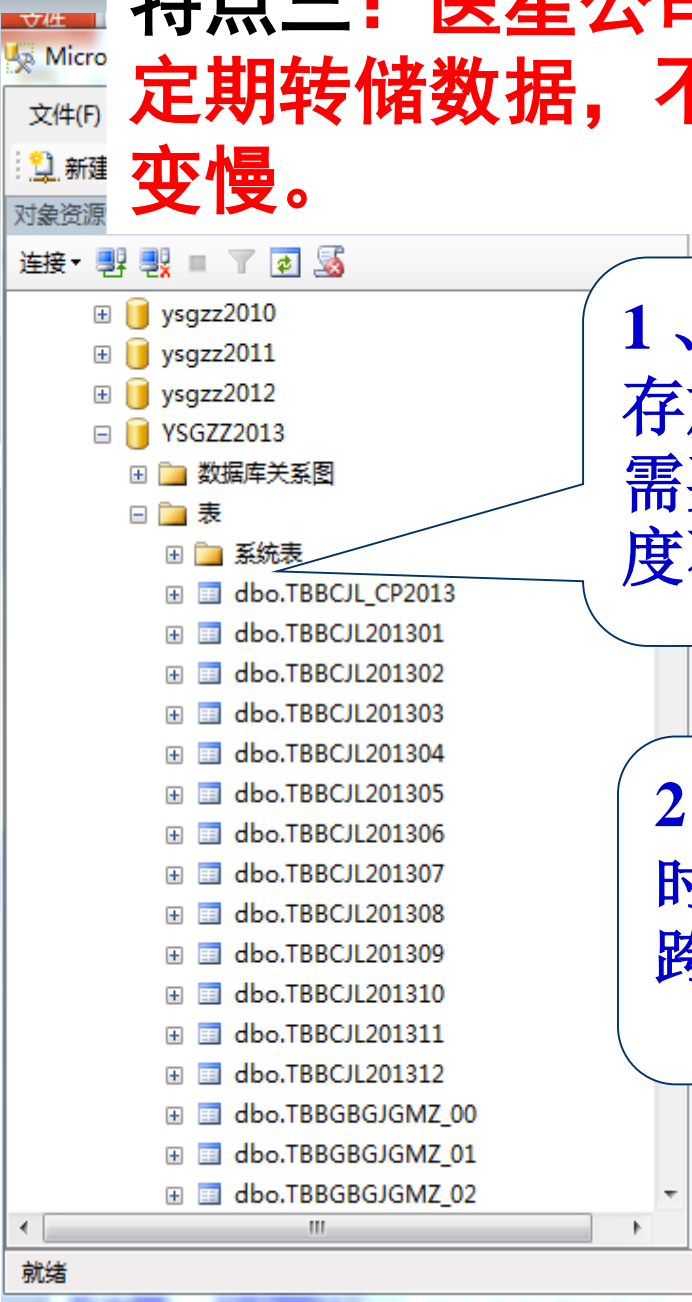 文件
特点三！医星公司
Micro
定期转储数据，不
文件(F)
新建
变慢。
对象资源
连接
ysgzz2010
ysgzz2011
ysgzz2012
YSGZZ2013
数据库关系图
表
系统表
dbo.TBBCJL_CP2013
dbo.TBBCJL201301
dbo.TBBCJL201302
dbo.TBBCJL201303
dbo.TBBCJL201304
dbo.TBBCJL201305
dbo.TBBCJL201306
dbo.TBBCJL201307
dbo.TBBCJL201308
dbo.TBBCJL201309
dbo.TBBCJL201310
dbo.TBBCJL201311
dbo.TBBCJL201312
dbo.TBBGBGJGMZ_00
dbo.TBBGBGJGMZ_01
dbo.TBBGBGJGMZ_02
就绪
1、
存
需
度
2
时
跨